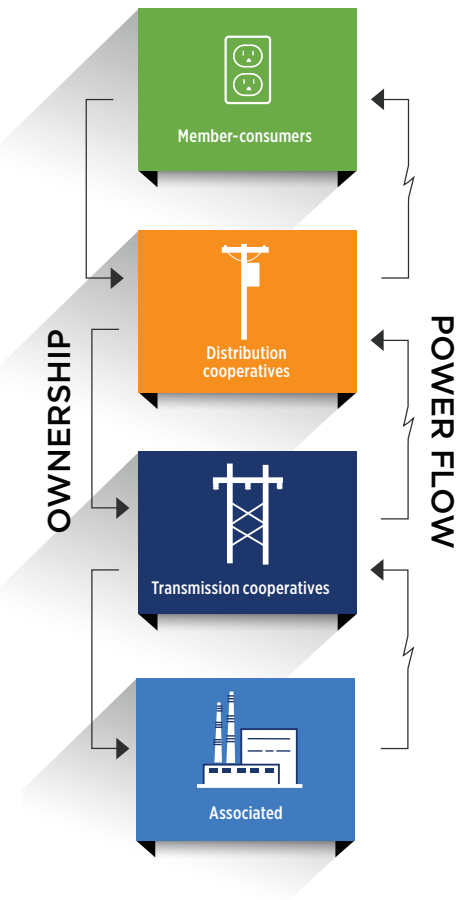 Member-consumers
Distribution
cooperatives
OWNERSHIP
POWER FLOW
Transmission cooperatives
Associated